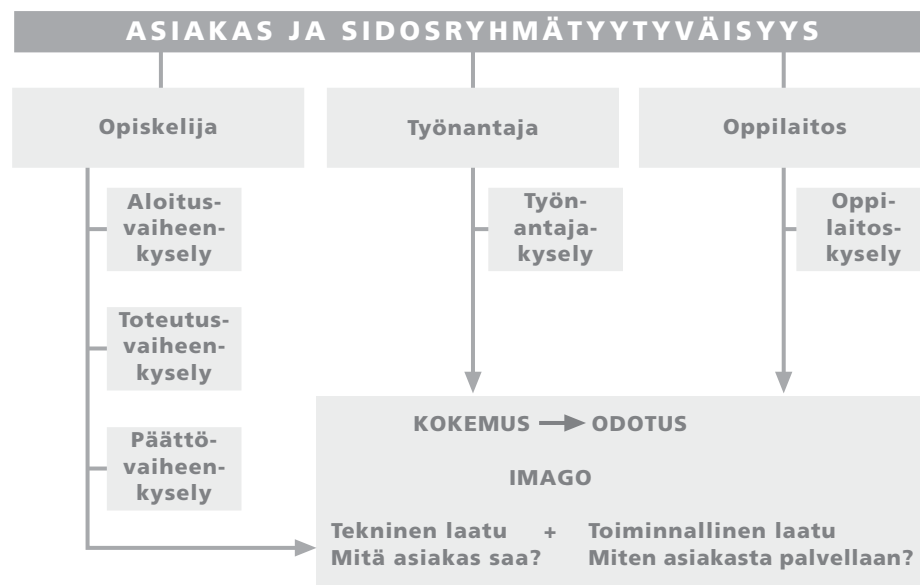 ASIAKAS JA SIDOSRYHMÄTYYTYVÄISYYS
Opiskelija
Työnantaja
Oppilaitos
Aloitus-
vaiheen-
kysely
Työn-
antaja-
kysely
Oppi-
laitos-
kysely
Toteutus-
vaiheen-
kysely
Päättö-
vaiheen-
kysely
KOKEMUS ODOTUS
IMAGO
Tekninen laatu + Toiminnallinen laatu
Mitä asiakas saa? Miten asiakasta palvellaan?